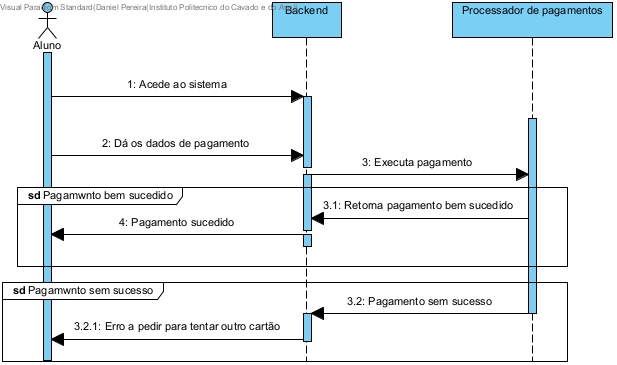 Visual Paradigm Standard(Daniel Pereira(Instituto Politecnico do Cavado e do Ave))
Aluno
Backend
Processador de pagamentos
1: Acede ao sistema
2: Dá os dados de pagamento
3: Executa pagamento
sd Pagamwnto bem sucedido
3.1: Retorna pagamento bem sucedido
4: Pagamento sucedido
sd Pagamwnto sem sucesso
3.2: Pagamento sem sucesso
3.2.1: Erro a pedir para tentar outro cartão